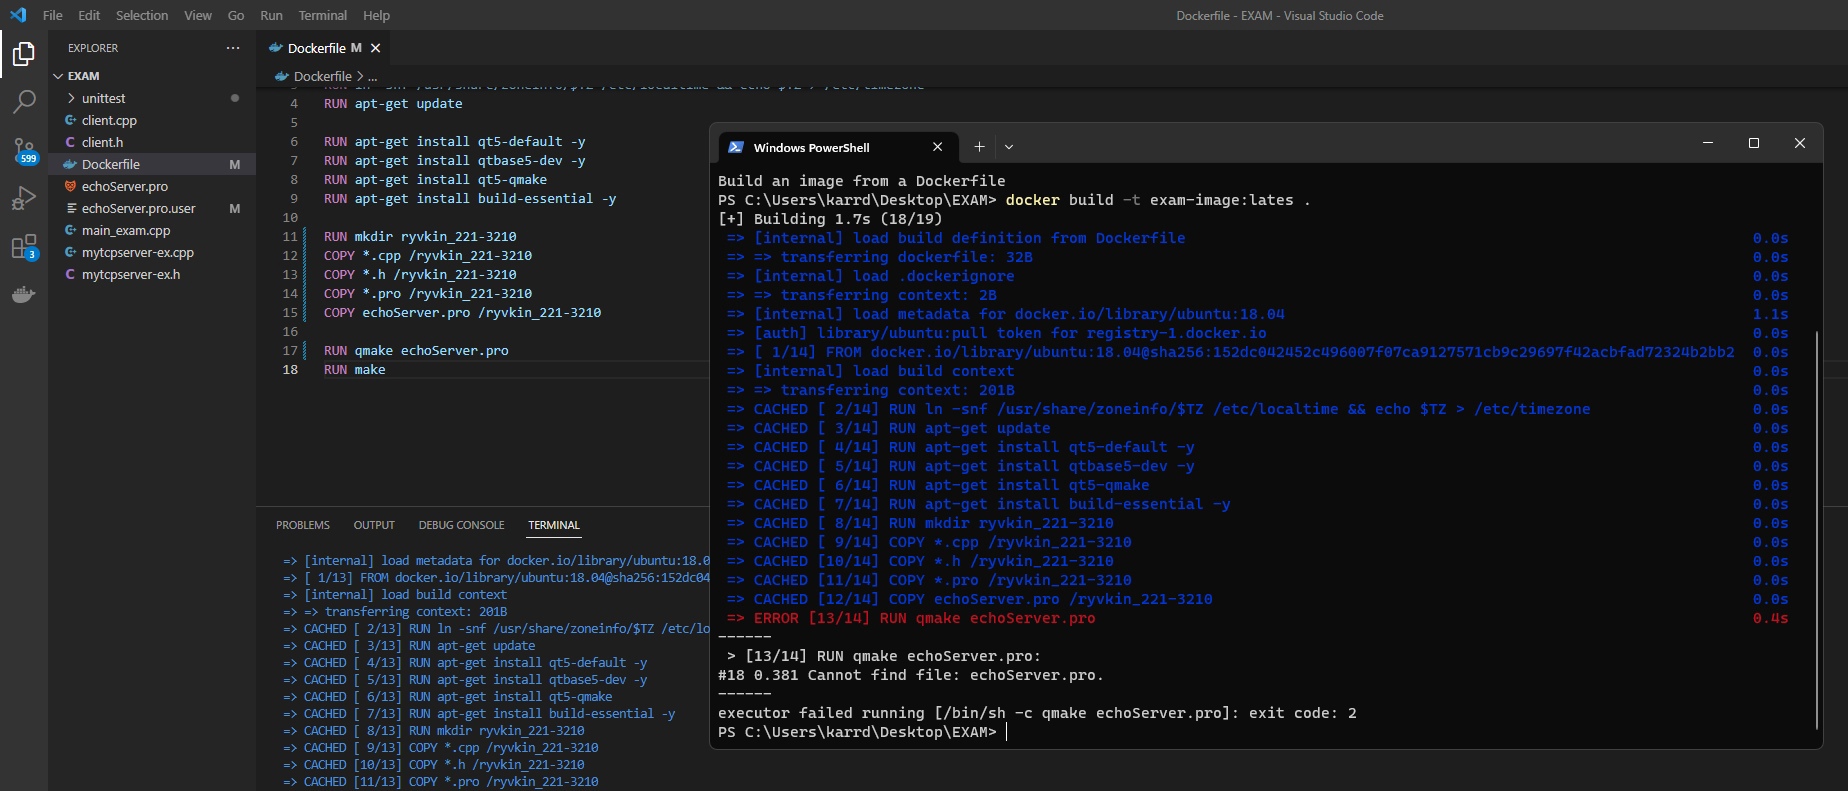 File Edit Selection View Go Run Terminal Help
Dockerfile - EXAM - Visual Studio Code
EXPLORER ...
EXAM
unittest
client.cpp
client.h
Dockerfile M
echoServer.pro
echoServer.pro.user M
main_exam.cpp
mytcpserver-ex.cpp
mytcpserver-ex.h
599
3
Dockerfile M
Dockerfile > ...
4 RUN apt-get update
5
6 RUN apt-get install qt5-default -y
7 RUN apt-get install qtbase5-dev -y
8 RUN apt-get install qt5-qmake
9 RUN apt-get install build-essential -y
10
11 RUN mkdir ryvkin_221-3210
12 COPY *.cpp /ryvkin_221-3210
13 COPY *.h /ryvkin_221-3210
14 COPY *.pro /ryvkin_221-3210
15 COPY echoServer.pro /ryvkin_221-3210
16
17 RUN qmake echoServer.pro
18 RUN make
PROBLEMS OUTPUT DEBUG CONSOLE TERMINAL
=> [internal] load metadata for docker.io/library/ubuntu:18.0
=> [ 1/13] FROM docker.io/library/ubuntu:18.04@sha256:152dc04
=> [internal] load build context
=> => transferring context: 201B
=> CACHED [ 2/13] RUN ln -snf /usr/share/zoneinfo/$TZ /etc/lo
=> CACHED [ 3/13] RUN apt-get update
=> CACHED [ 4/13] RUN apt-get install qt5-default -y
=> CACHED [ 5/13] RUN apt-get install qtbase5-dev -y
=> CACHED [ 6/13] RUN apt-get install qt5-qmake
=> CACHED [ 7/13] RUN apt-get install build-essential -y
=> CACHED [ 8/13] RUN mkdir ryvkin_221-3210
=> CACHED [ 9/13] COPY *.cpp /ryvkin_221-3210
=> CACHED [10/13] COPY *.h /ryvkin_221-3210
=> CACHED [11/13] COPY *.pro /ryvkin_221-3210
Windows PowerShell
Build an image from a Dockerfile
PS C:\Users\karrd\Desktop\EXAM> docker build -t exam-image:lates .
[+] Building 1.7s (18/19)
=> [internal] load build definition from Dockerfile 0.0s
=> => transferring dockerfile: 32B 0.0s
=> [internal] load .dockerignore 0.0s
=> => transferring context: 2B 0.0s
=> [internal] load metadata for docker.io/library/ubuntu:18.04 1.1s
=> [auth] library/ubuntu:pull token for registry-1.docker.io 0.0s
=> [ 1/14] FROM docker.io/library/ubuntu:18.04@sha256:152dc042452c496007f07ca9127571cb9c29697f42acbfad72324b2bb2 0.0s
=> [internal] load build context 0.0s
=> => transferring context: 201B 0.0s
=> CACHED [ 2/14] RUN ln -snf /usr/share/zoneinfo/$TZ /etc/localtime && echo $TZ > /etc/timezone 0.0s
=> CACHED [ 3/14] RUN apt-get update 0.0s
=> CACHED [ 4/14] RUN apt-get install qt5-default -y 0.0s
=> CACHED [ 5/14] RUN apt-get install qtbase5-dev -y 0.0s
=> CACHED [ 6/14] RUN apt-get install qt5-qmake 0.0s
=> CACHED [ 7/14] RUN apt-get install build-essential -y 0.0s
=> CACHED [ 8/14] RUN mkdir ryvkin_221-3210 0.0s
=> CACHED [ 9/14] COPY *.cpp /ryvkin_221-3210 0.0s
=> CACHED [10/14] COPY *.h /ryvkin_221-3210 0.0s
=> CACHED [11/14] COPY *.pro /ryvkin_221-3210 0.0s
=> CACHED [12/14] COPY echoServer.pro /ryvkin_221-3210 0.0s
=> ERROR [13/14] RUN qmake echoServer.pro 0.4s
------
> [13/14] RUN qmake echoServer.pro:
#18 0.381 Cannot find file: echoServer.pro.
------
executor failed running [/bin/sh -c qmake echoServer.pro]: exit code: 2
PS C:\Users\karrd\Desktop\EXAM>